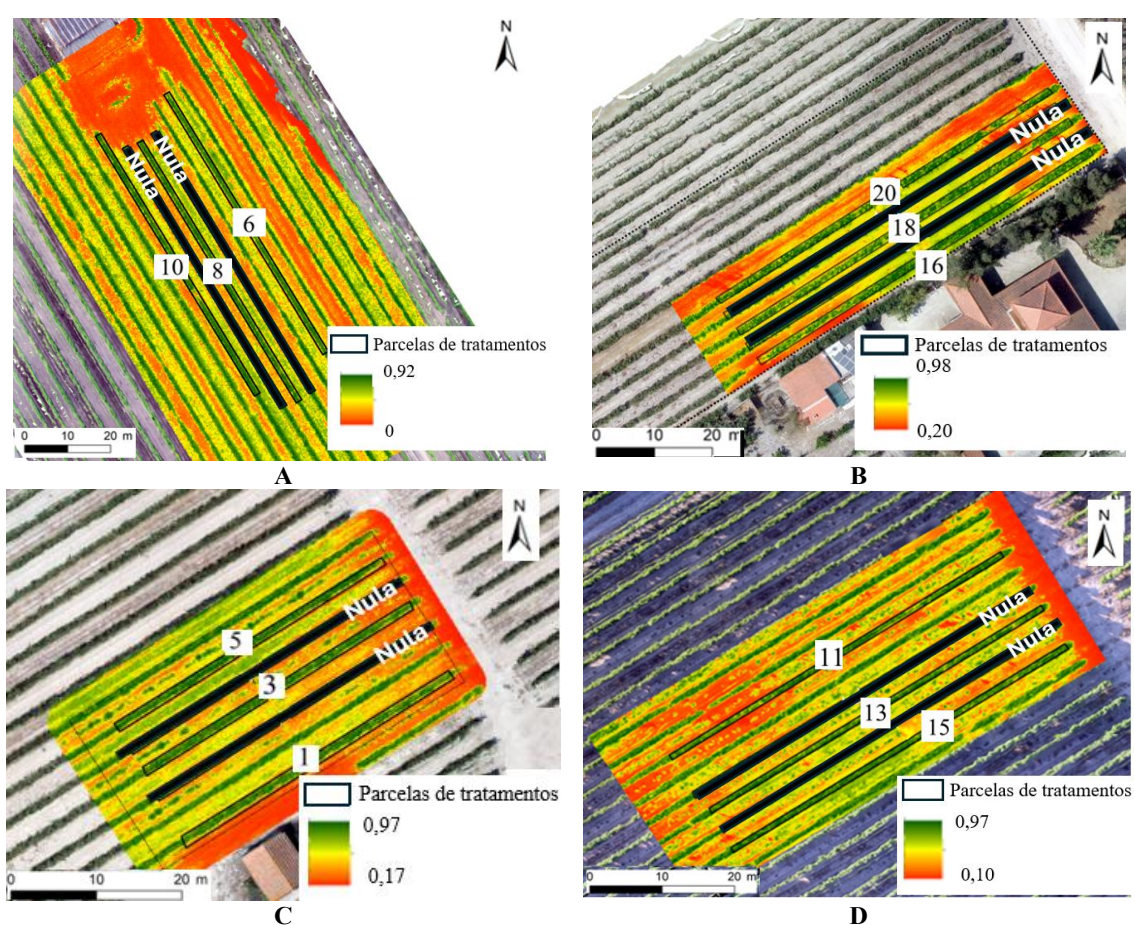 N
Nula
Nula
6
10
8
Parcelas de tratamentos
0,92
0
0 10 20 m
A
N
Nula
Nula
20
18
16
Parcelas de tratamentos
0,98
0,20
0 10 20 m
B
N
Nula
Nula
5
3
1
Parcelas de tratamentos
0,97
0,17
0 10 20 m
C
N
Nula
Nula
11
13
15
Parcelas de tratamentos
0,97
0,10
0 10 20 m
D